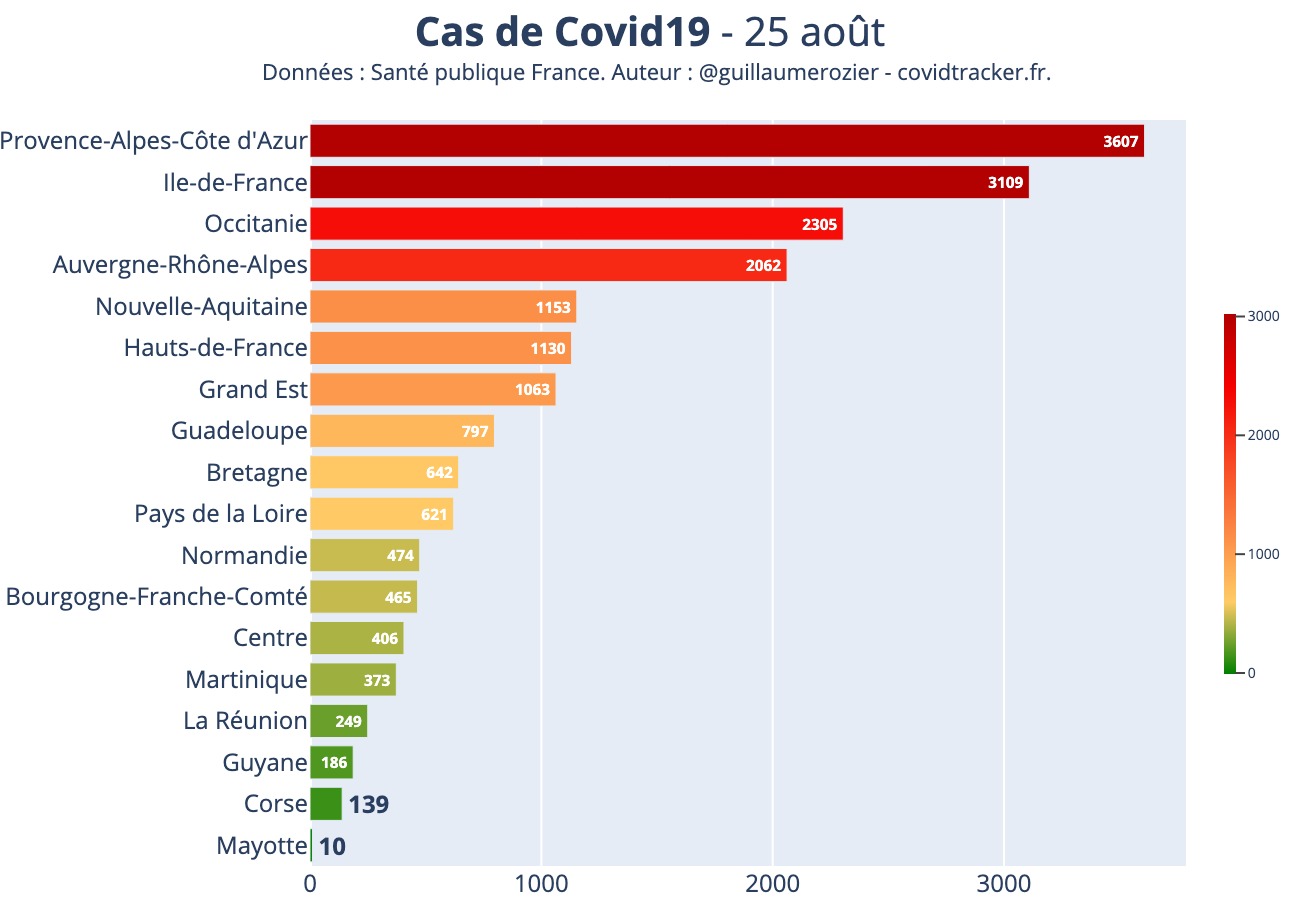 Cas de Covid19 - 25 août
Données : Santé publique France. Auteur : @guillaumerozier - covidtracker.fr.
Provence-Alpes-Côte d'Azur 3607
Ile-de-France 3109
Occitanie 2305
Auvergne-Rhône-Alpes 2062
Nouvelle-Aquitaine 1153
Hauts-de-France 1130
Grand Est 1063
Guadeloupe 797
Bretagne 642
Pays de la Loire 621
Normandie 474
Bourgogne-Franche-Comté 465
Centre 406
Martinique 373
La Réunion 249
Guyane 186
Corse 139
Mayotte 10
0 1000 2000 3000
3000
2000
1000
0